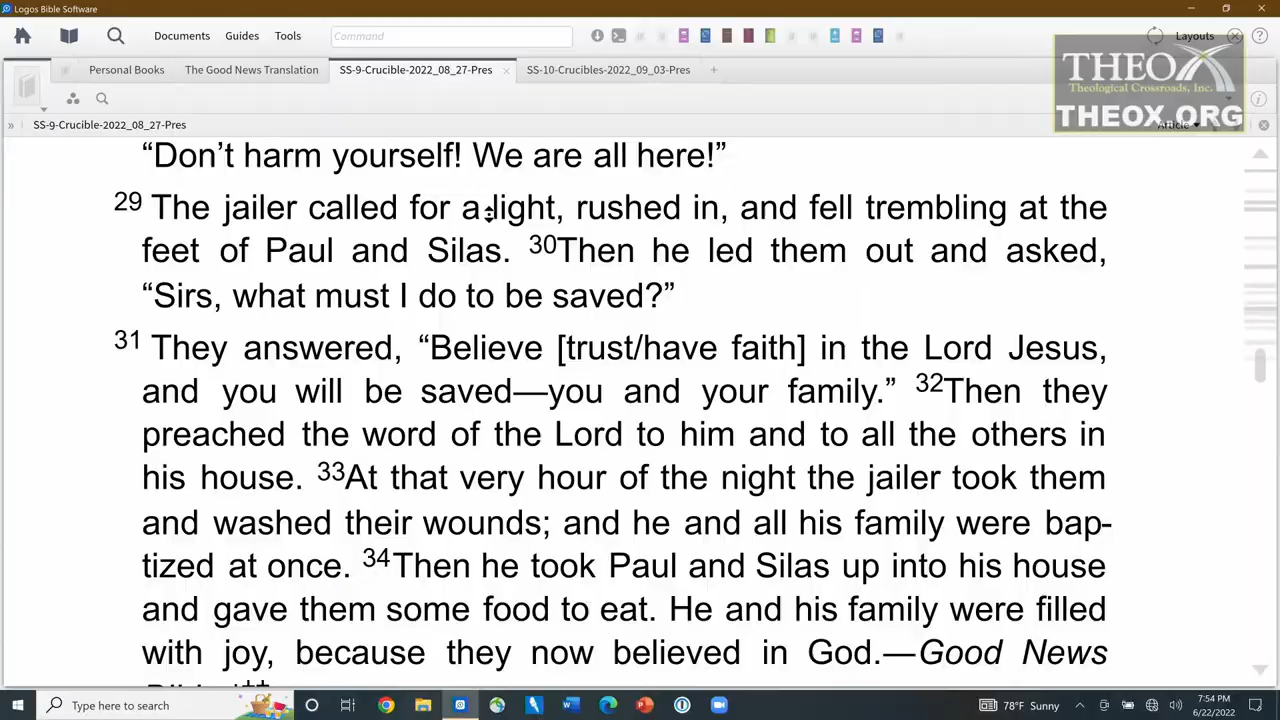 Logos Bible Software
Documents Guides Tools Command Layouts
Personal Books The Good News Translation SS-9-Crucible-2022_08_27-Pres SS-10-Crucibles-2022_09_03-Pres
THEOX
Theological Crossroads, Inc.
THEOX.ORG
SS-9-Crucible-2022_08_27-Pres Article
“Don’t harm yourself! We are all here!”
29 The jailer called for a light, rushed in, and fell trembling at the
feet of Paul and Silas. 30Then he led them out and asked,
“Sirs, what must I do to be saved?”
31 They answered, “Believe [trust/have faith] in the Lord Jesus,
and you will be saved—you and your family.” 32Then they
preached the word of the Lord to him and to all the others in
his house. 33At that very hour of the night the jailer took them
and washed their wounds; and he and all his family were bap-
tized at once. 34Then he took Paul and Silas up into his house
and gave them some food to eat. He and his family were filled
with joy, because they now believed in God.—Good News
Type here to search
78°F Sunny
7:54 PM
6/22/2022